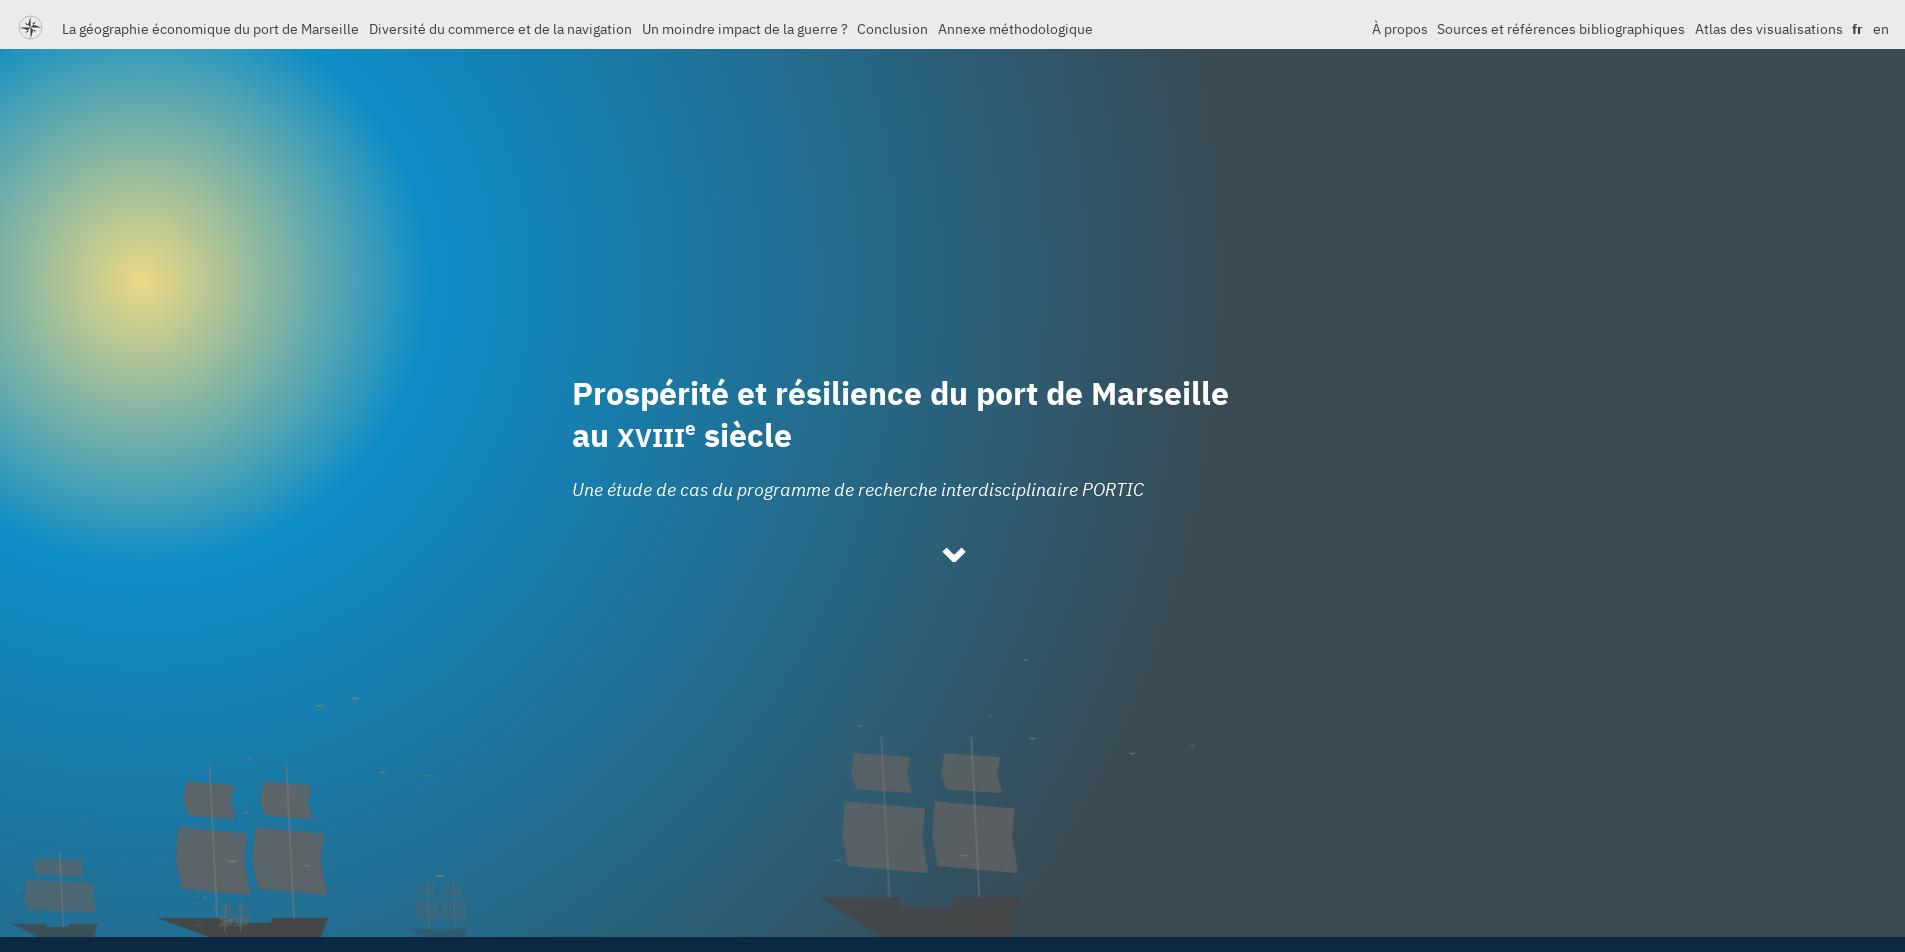 La géographie économique du port de Marseille Diversité du commerce et de la navigation Un moindre impact de la guerre ? Conclusion Annexe méthodologique À propos Sources et références bibliographiques Atlas des visualisations fr en
Prospérité et résilience du port de Marseille
au XVIIIe siècle
Une étude de cas du programme de recherche interdisciplinaire PORTIC